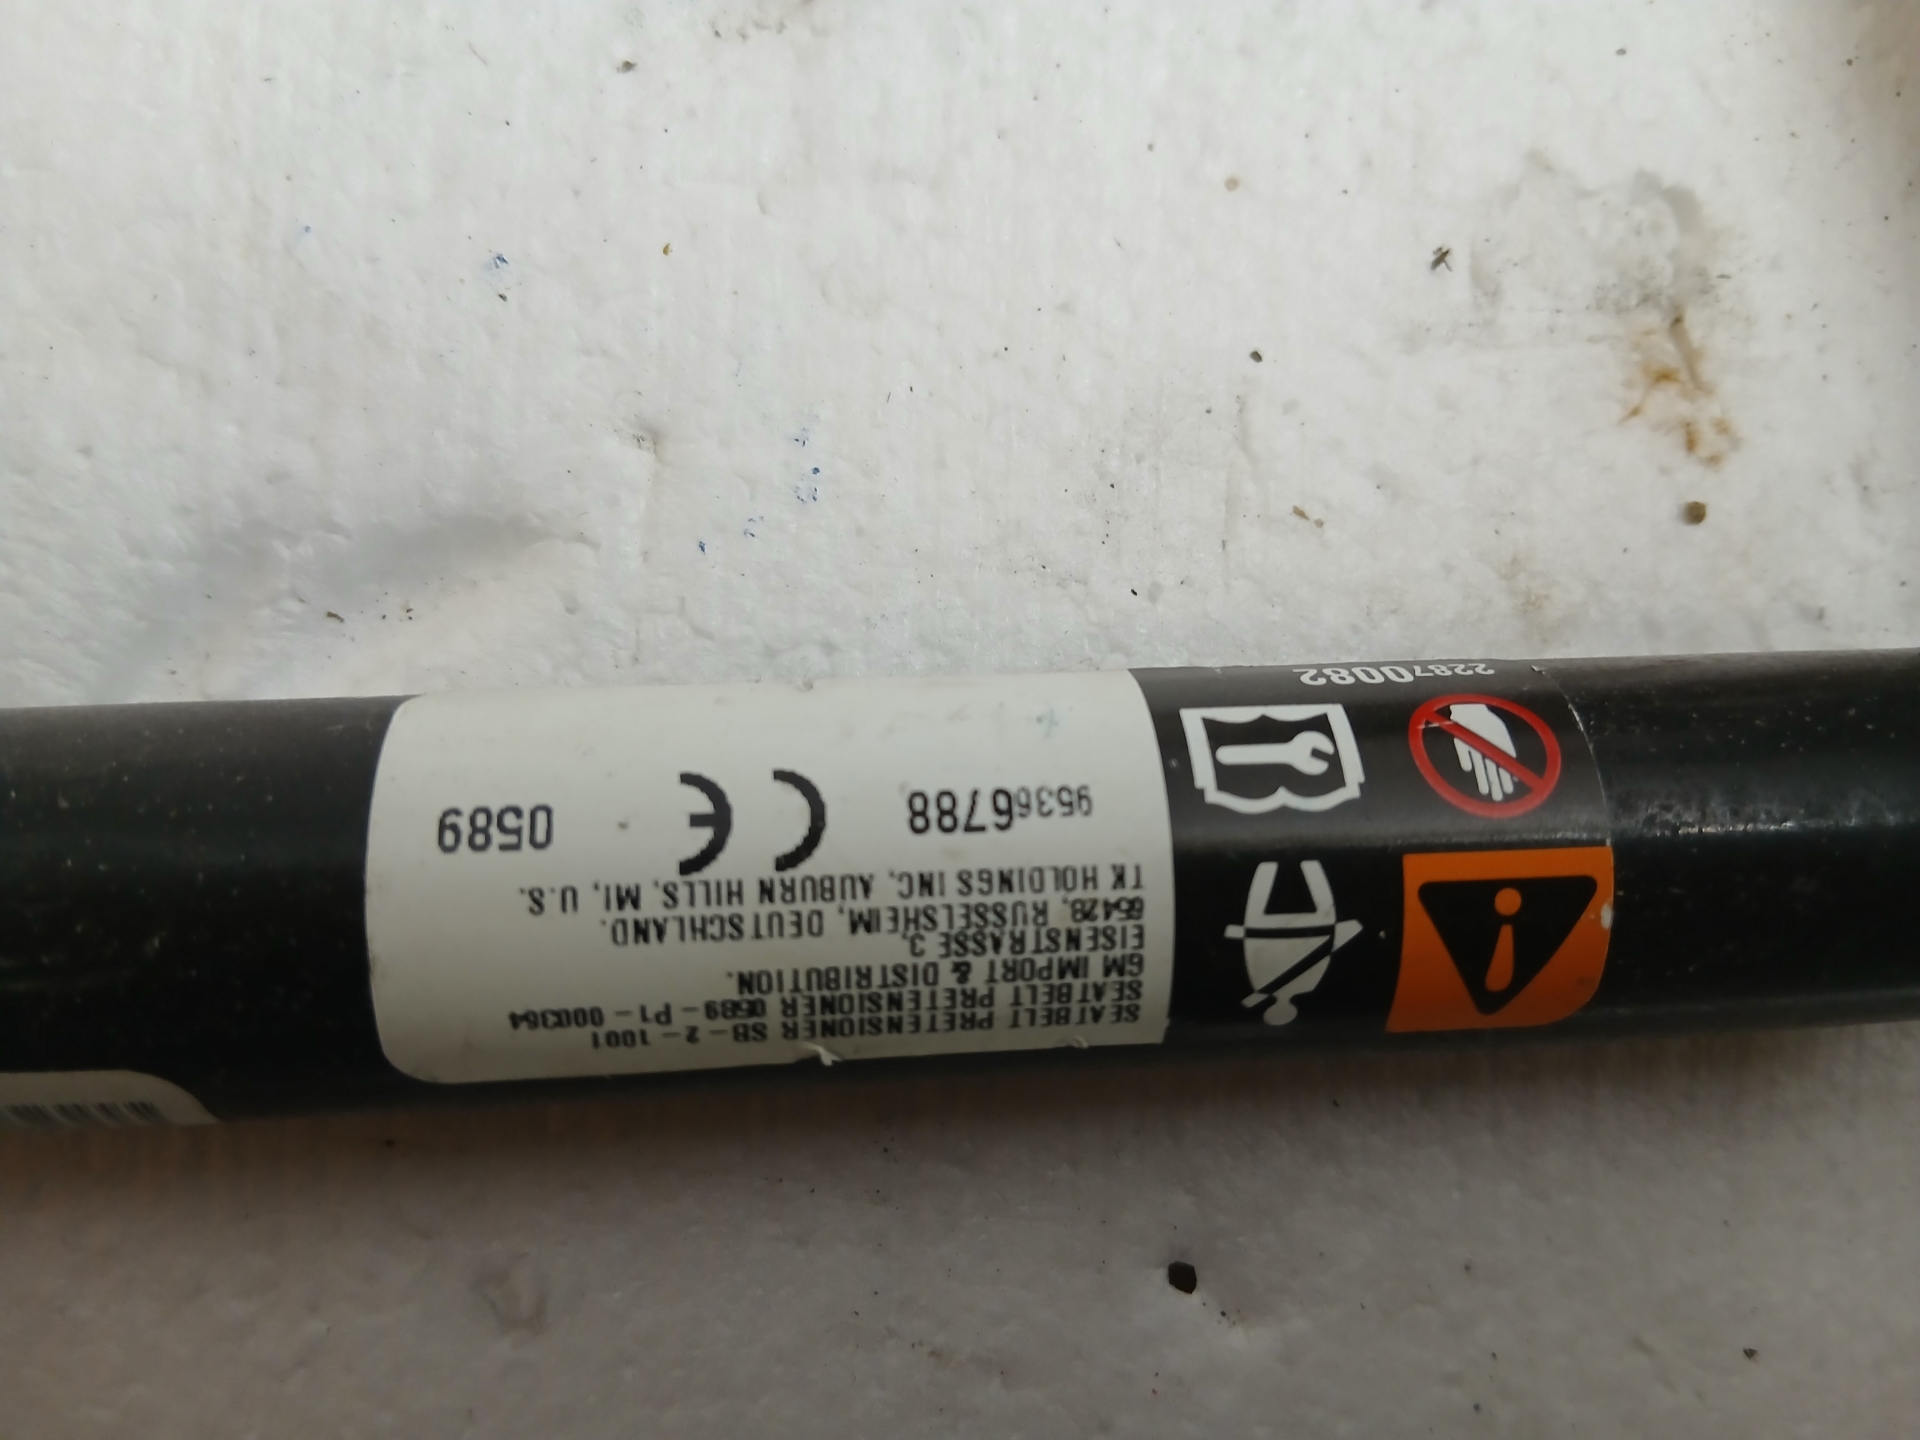 SEATBELT PRETENSIONER SB-2-1001
SEATBELT PRETENSIONER 0589-P1-000364
GM IMPORT & DISTRIBUTION.
EISENSTRASSE 3,
65428, RUSSELSHEIM, DEUTSCHLAND.
TK HOLDINGS INC, AUBURN HILLS, MI, U.S.
95366788 CE 0589
22870082